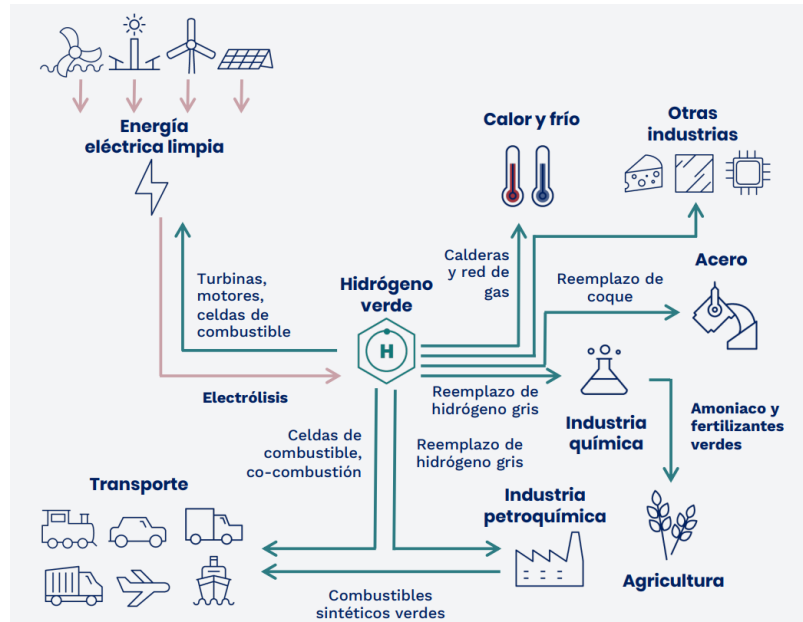 Energía
eléctrica limpia
Calor y frío
Otras
industrias
Turbinas,
motores,
celdas de
combustible
Hidrógeno
verde
H
Calderas
y red de
gas
Acero
Reemplazo de
coque
Electrólisis
Reemplazo de
hidrógeno gris
Industria
química
Amoniaco y
fertilizantes
verdes
Celdas de
combustible,
co-combustión
Reemplazo de
hidrógeno gris
Transporte
Industria
petroquímica
Agricultura
Combustibles
sintéticos verdes